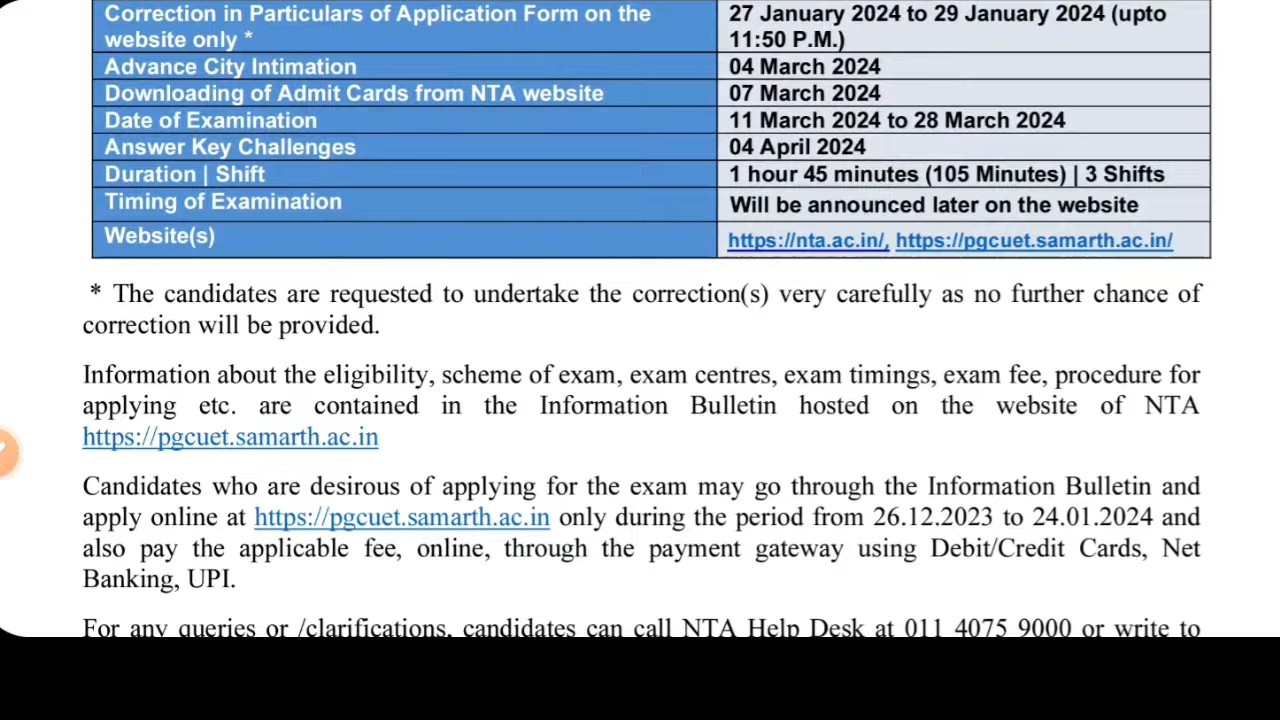 Correction in Particulars of Application Form on the
website only *
27 January 2024 to 29 January 2024 (upto
11:50 P.M.)
Advance City Intimation
04 March 2024
Downloading of Admit Cards from NTA website
07 March 2024
Date of Examination
11 March 2024 to 28 March 2024
Answer Key Challenges
04 April 2024
Duration | Shift
1 hour 45 minutes (105 Minutes) | 3 Shifts
Timing of Examination
Will be announced later on the website
Website(s)
https://nta.ac.in/, https://pgcuet.samarth.ac.in/
* The candidates are requested to undertake the correction(s) very carefully as no further chance of
correction will be provided.
Information about the eligibility, scheme of exam, exam centres, exam timings, exam fee, procedure for
applying etc. are contained in the Information Bulletin hosted on the website of NTA
https://pgcuet.samarth.ac.in
Candidates who are desirous of applying for the exam may go through the Information Bulletin and
apply online at https://pgcuet.samarth.ac.in only during the period from 26.12.2023 to 24.01.2024 and
also pay the applicable fee, online, through the payment gateway using Debit/Credit Cards, Net
Banking, UPI.
For any queries or /clarifications, candidates can call NTA Help Desk at 011 4075 9000 or write to